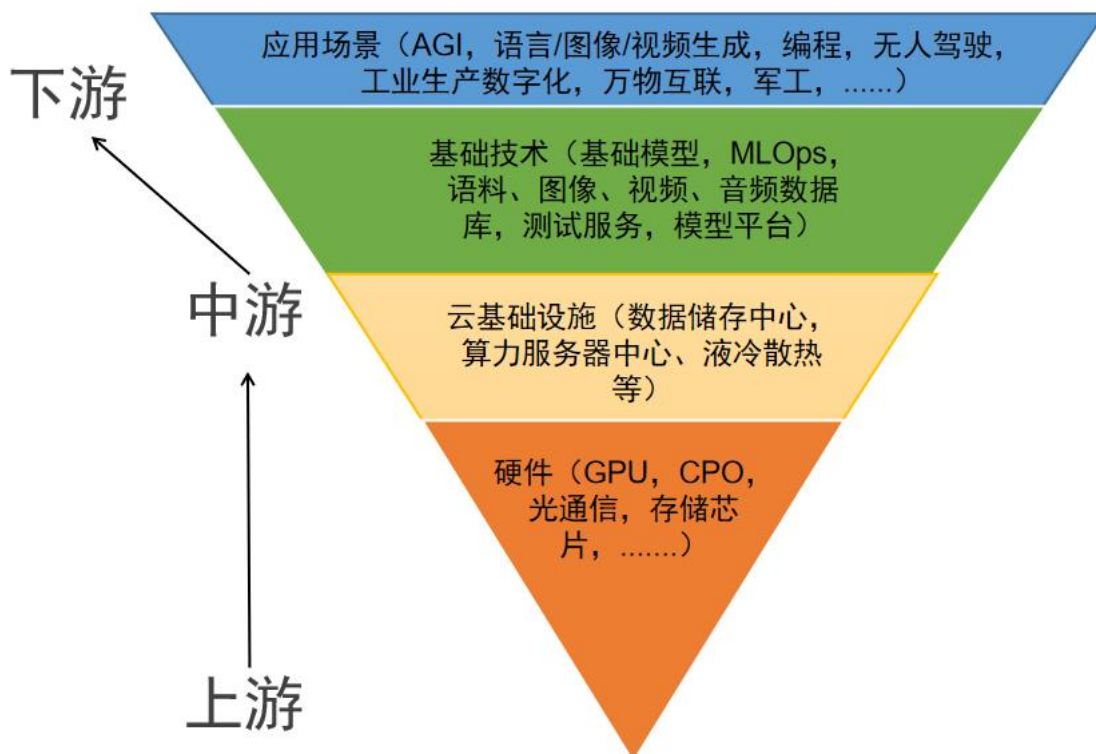 应用场景（AGI，语言/图像/视频生成，编程，无人驾驶，
工业生产数字化，万物互联，军工，......）
下游
基础技术（基础模型，MLOps，
语料、图像、视频、音频数据
库，测试服务，模型平台）
中游
云基础设施（数据储存中心，
算力服务器中心、液冷散热
等）
硬件（GPU，CPO，
光通信，存储芯
片，.......）
上游